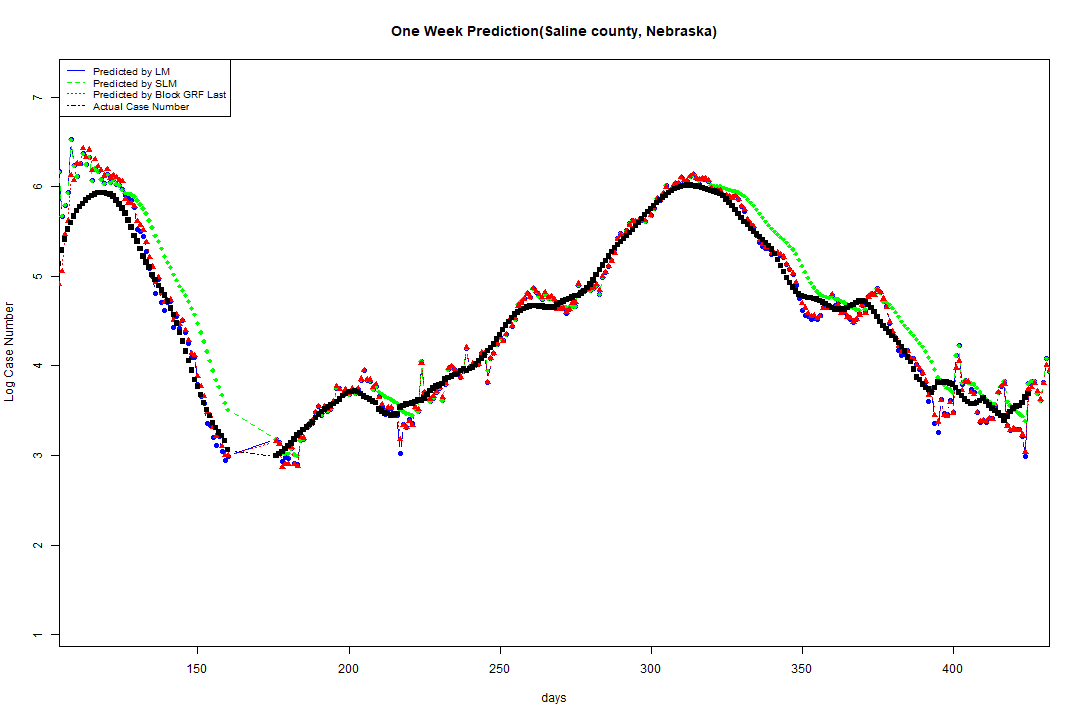 One Week Prediction(Saline county, Nebraska)
Predicted by LM
Predicted by SLM
Predicted by Block GRF Last
Actual Case Number
7
6
5
4
3
2
1
Log Case Number
150 200 250 300 350 400
days